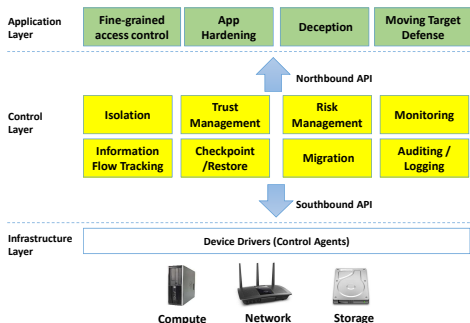 Application
Layer
Fine-grained
access control
App
Hardening
Deception
Moving Target
Defense
Northbound API
Control
Layer
Isolation
Trust
Management
Risk
Management
Monitoring
Information
Flow Tracking
Checkpoint
/Restore
Migration
Auditing /
Logging
Southbound API
Infrastructure
Layer
Device Drivers (Control Agents)
Compute
Network
Storage